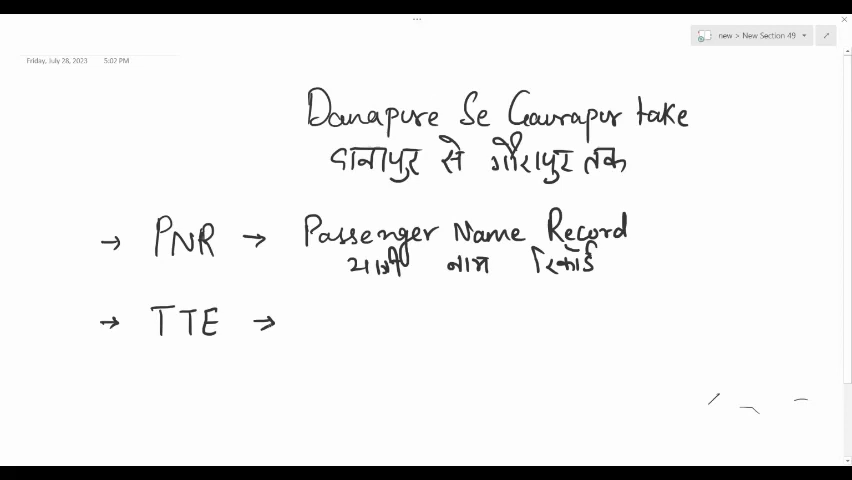 new > New Section 49
Friday, July 28, 2023 5:02 PM
Danapure Se Gaurapur take
दानापुर से गौरापुर तक
→ PNR → Passenger Name Record
यात्री नाम रिकॉर्ड
→ TTE →